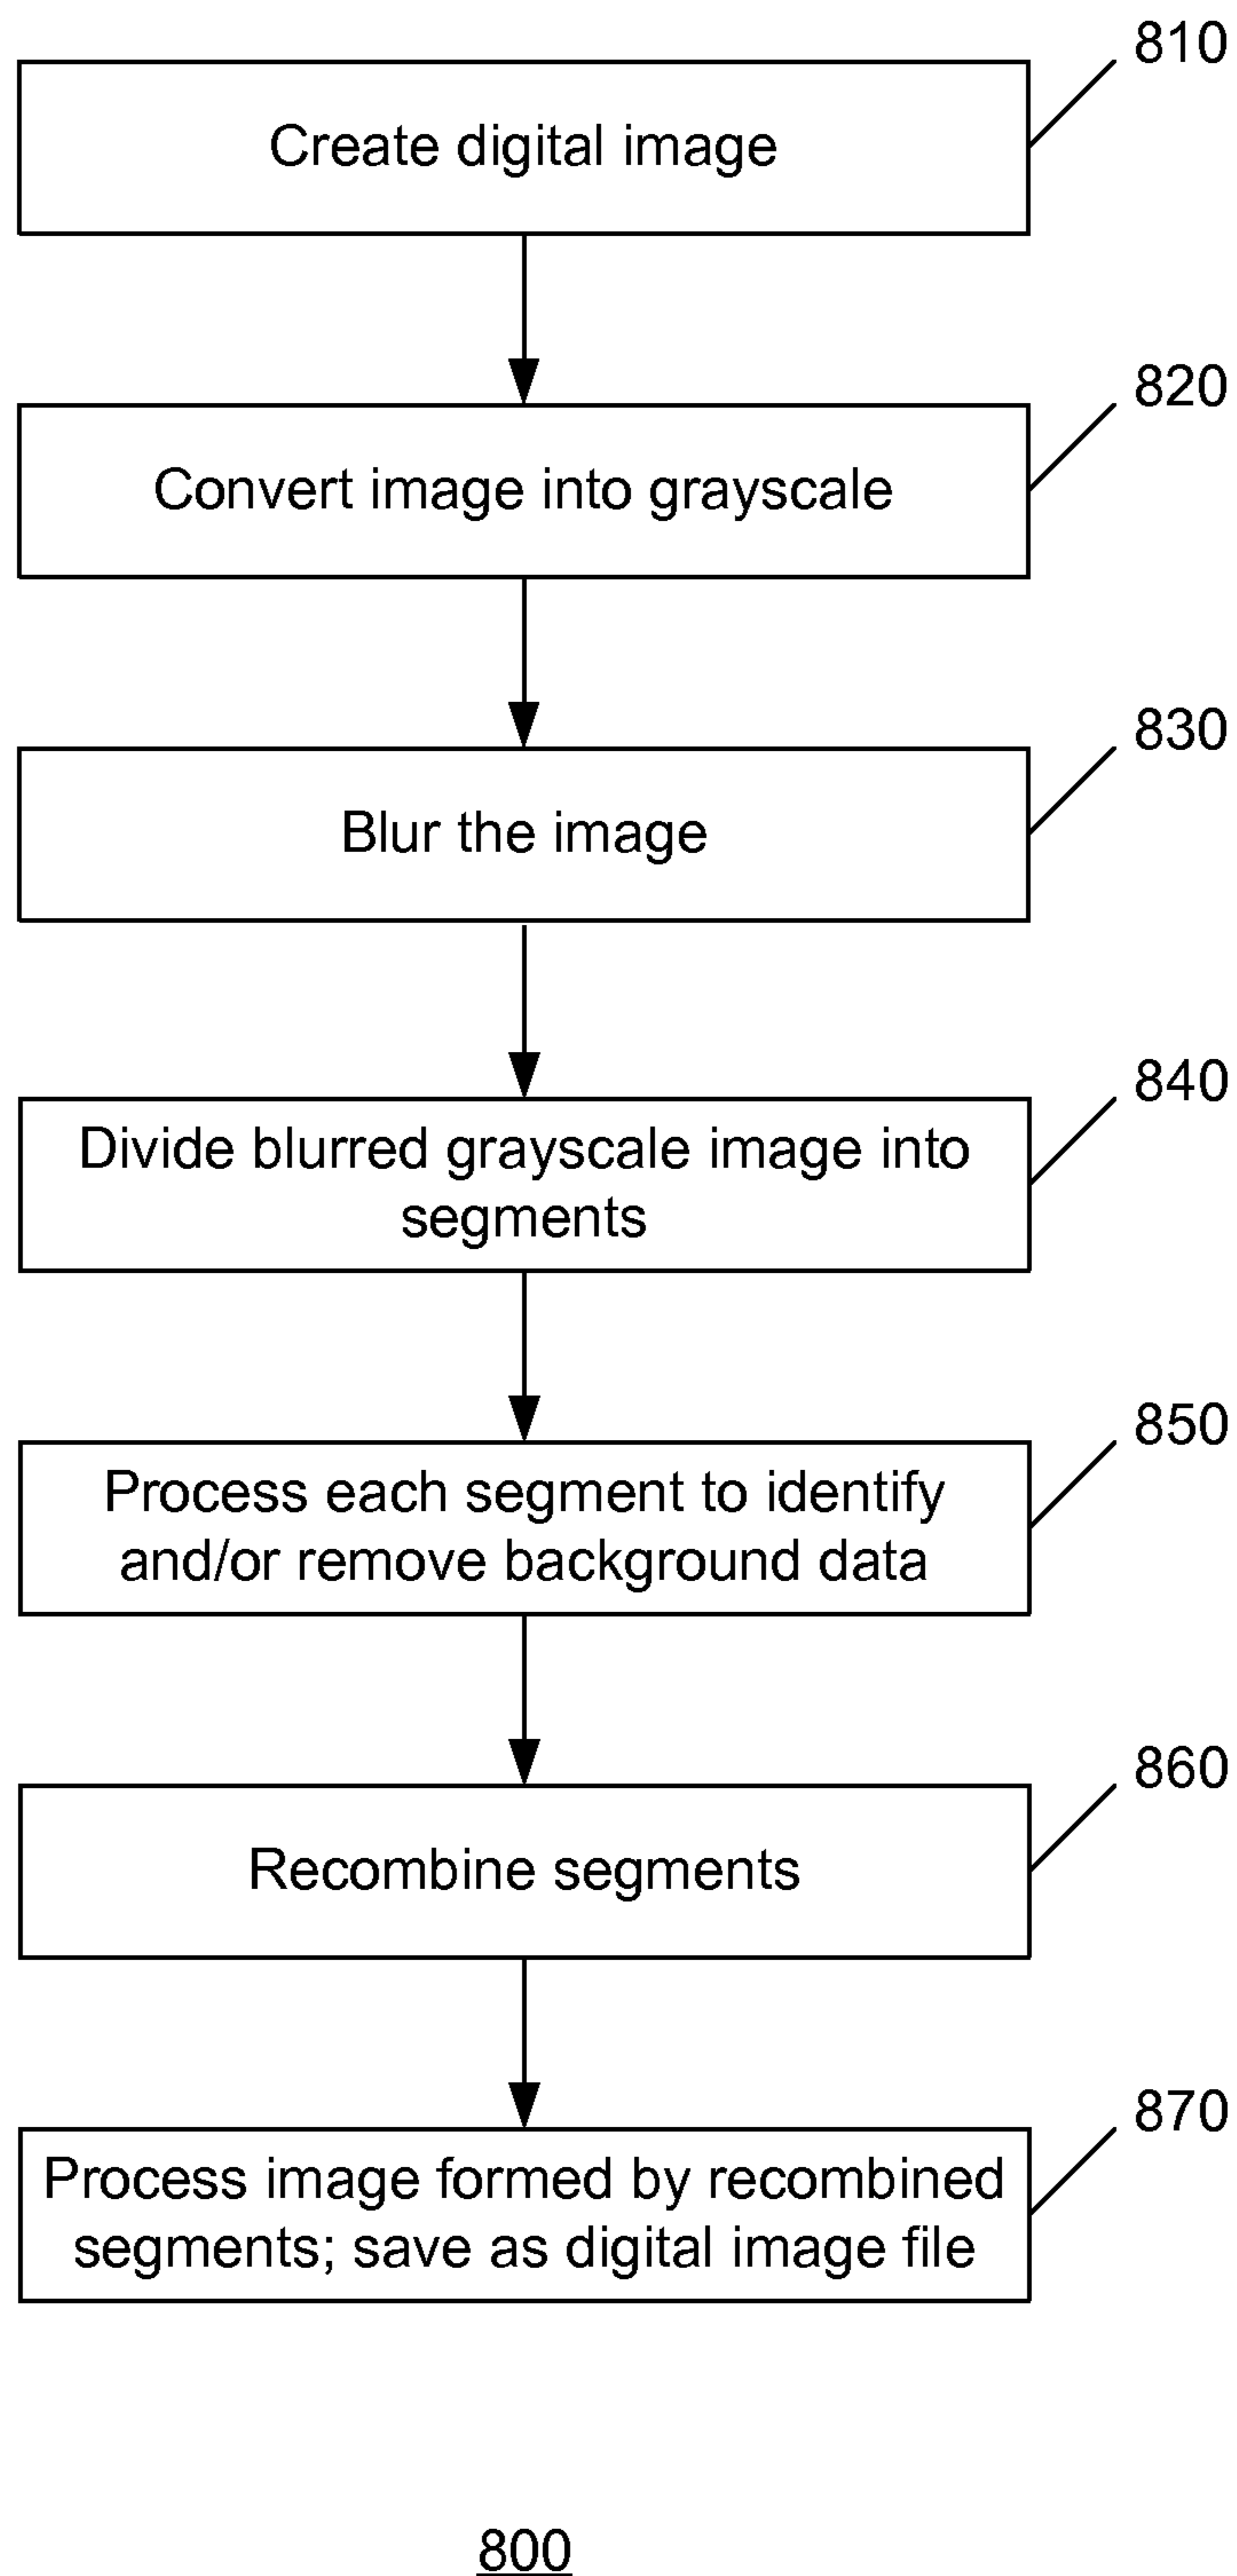 810
Create digital image
820
Convert image into grayscale
830
Blur the image
840
Divide blurred grayscale image into
segments
850
Process each segment to identify
and/or remove background data
860
Recombine segments
870
Process image formed by recombined
segments; save as digital image file
800